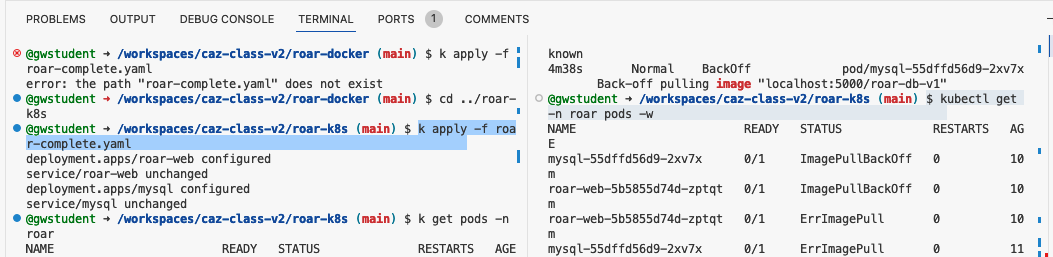 PROBLEMS OUTPUT DEBUG CONSOLE TERMINAL PORTS 1 COMMENTS
@gwstudent → /workspaces/caz-class-v2/roar-docker (main) $ k apply -f
roar-complete.yaml
error: the path "roar-complete.yaml" does not exist
@gwstudent → /workspaces/caz-class-v2/roar-docker (main) $ cd ../roar-
k8s
@gwstudent → /workspaces/caz-class-v2/roar-k8s (main) $ k apply -f roa
r-complete.yaml
deployment.apps/roar-web configured
service/roar-web unchanged
deployment.apps/mysql configured
service/mysql unchanged
@gwstudent → /workspaces/caz-class-v2/roar-k8s (main) $ k get pods -n
roar
NAME READY STATUS RESTARTS AGE
known
4m38s Normal BackOff pod/mysql-55dffd56d9-2xv7x
Back-off pulling image "localhost:5000/roar-db-v1"
@gwstudent → /workspaces/caz-class-v2/roar-k8s (main) $ kubectl get
-n roar pods -w
NAME READY STATUS RESTARTS AG
E
mysql-55dffd56d9-2xv7x 0/1 ImagePullBackOff 0 10
m
roar-web-5b5855d74d-zptqt 0/1 ImagePullBackOff 0 10
m
roar-web-5b5855d74d-zptqt 0/1 ErrImagePull 0 10
m
mysql-55dffd56d9-2xv7x 0/1 ErrImagePull 0 11